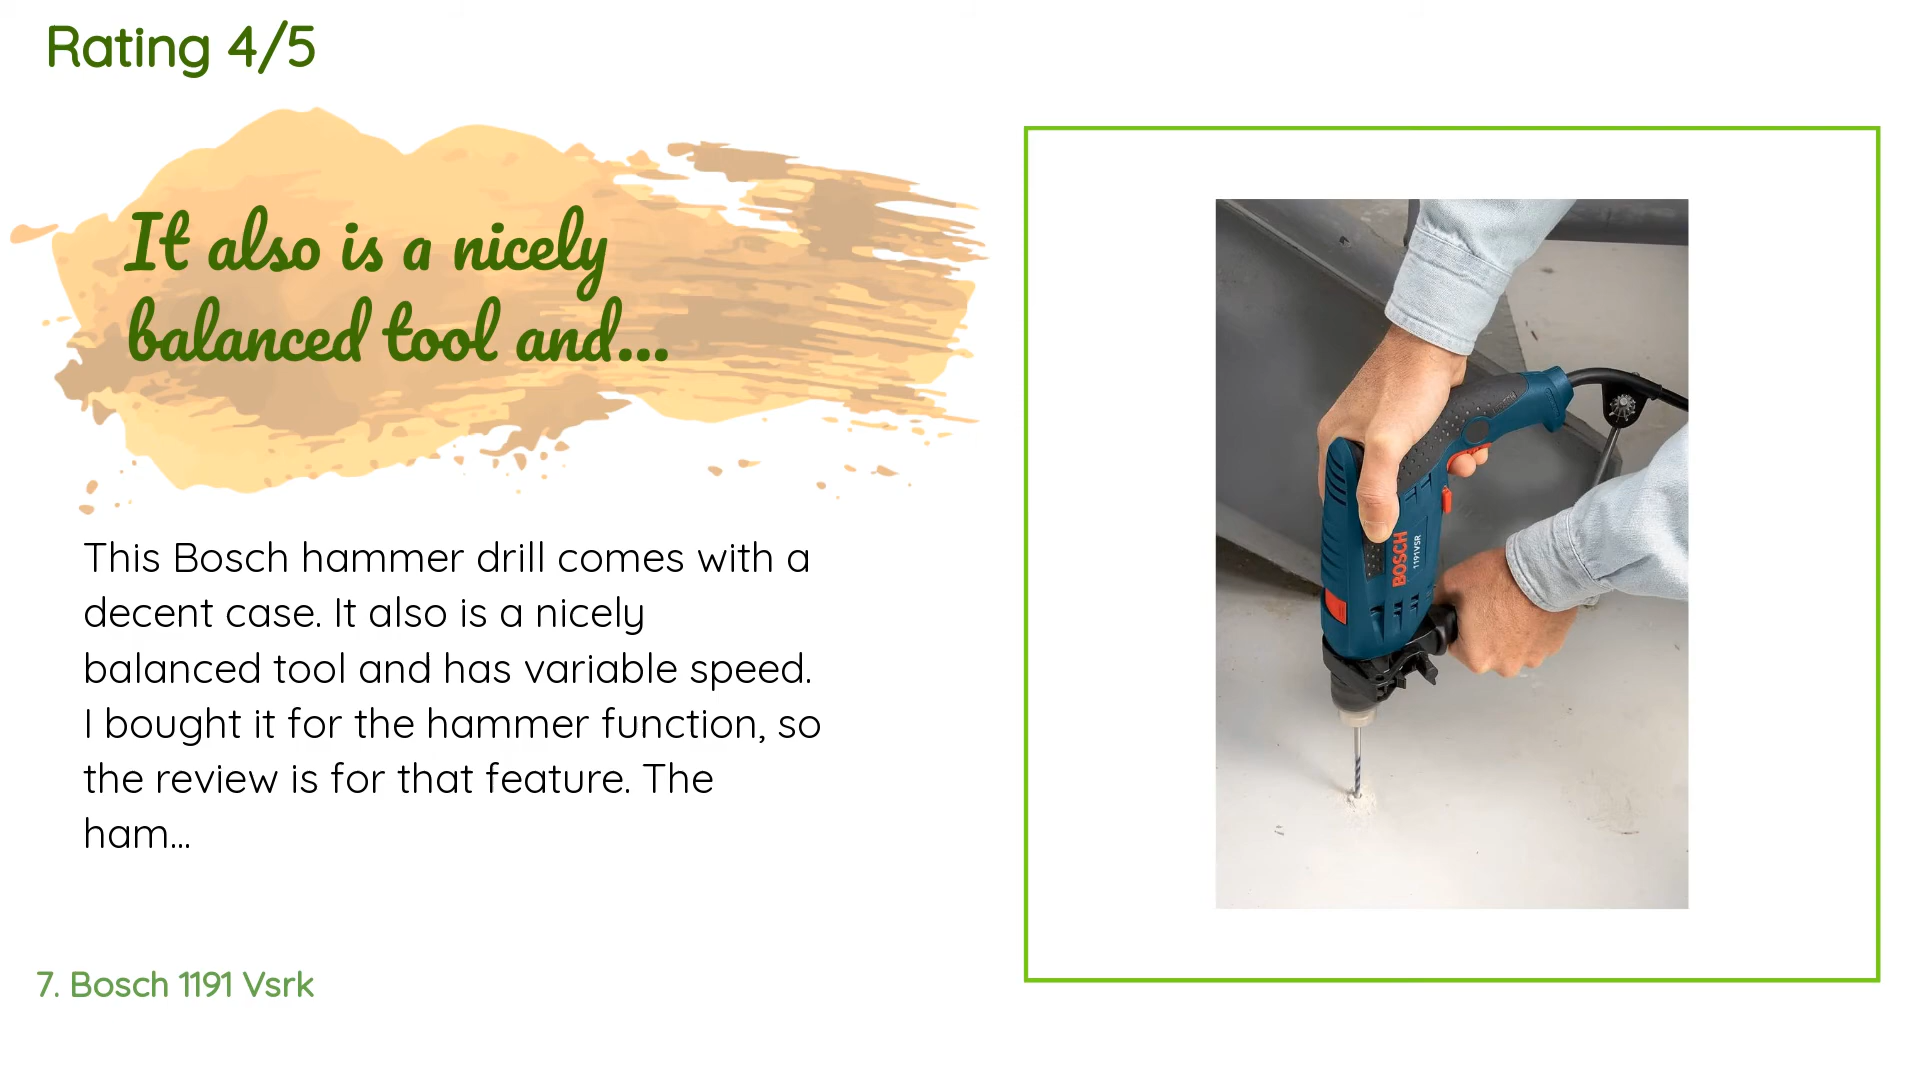 Rating 4/5
It also is a nicely
balanced tool and...
This Bosch hammer drill comes with a
decent case. It also is a nicely
balanced tool and has variable speed.
I bought it for the hammer function, so
the review is for that feature. The
ham...
BOSCH
1191VSR
7. Bosch 1191 Vsrk